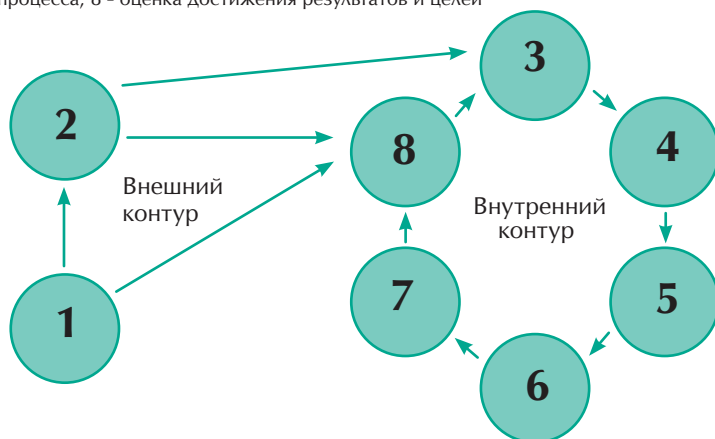 процесса; 8 - оценка достижения результатов и целей
3
2
4
8
Внешний
контур
Внутренний
контур
7
5
1
6